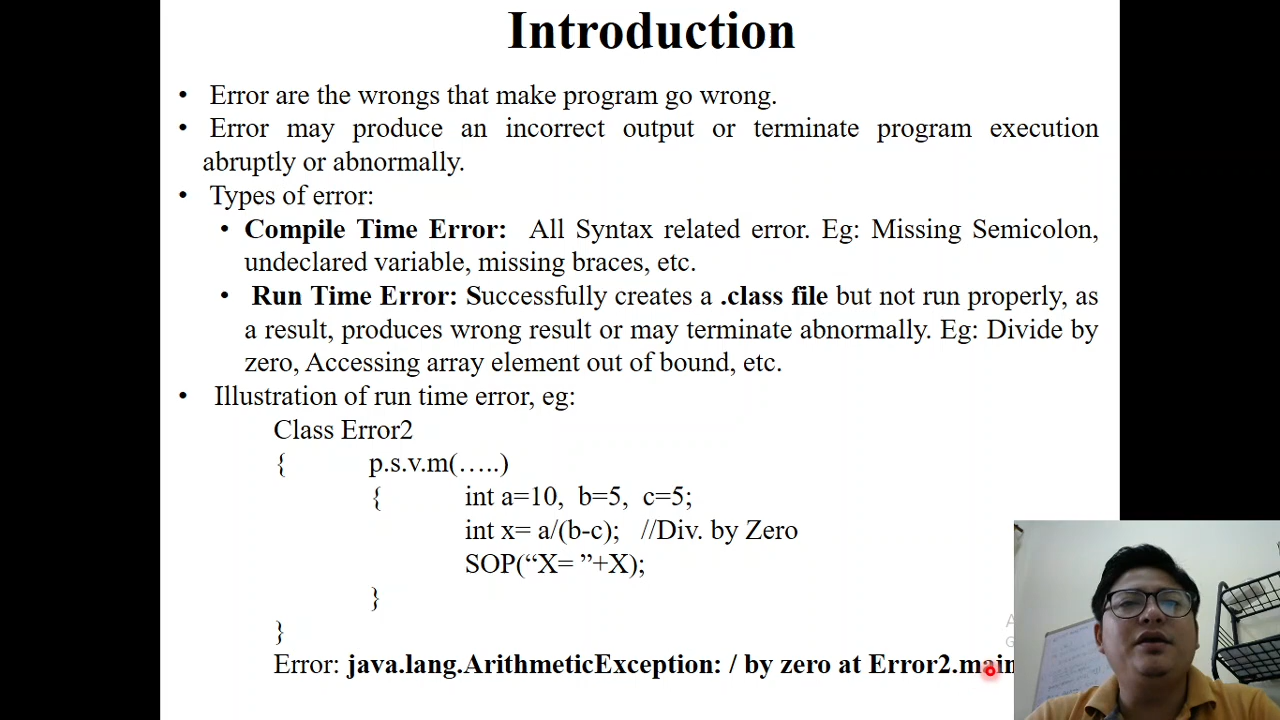 Introduction
• Error are the wrongs that make program go wrong.
• Error may produce an incorrect output or terminate program execution
abruptly or abnormally.
• Types of error:
• Compile Time Error: All Syntax related error. Eg: Missing Semicolon,
undeclared variable, missing braces, etc.
• Run Time Error: Successfully creates a .class file but not run properly, as
a result, produces wrong result or may terminate abnormally. Eg: Divide by
zero, Accessing array element out of bound, etc.
• Illustration of run time error, eg:
Class Error2
{ p.s.v.m(…..)
{ int a=10, b=5, c=5;
int x= a/(b-c); //Div. by Zero
SOP(“X= ”+X);
}
}
Error: java.lang.ArithmeticException: / by zero at Error2.main